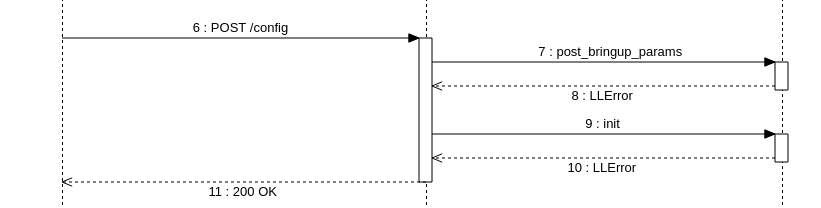 6 : POST /config
7 : post_bringup_params
8 : LLError
9 : init
10 : LLError
11 : 200 OK